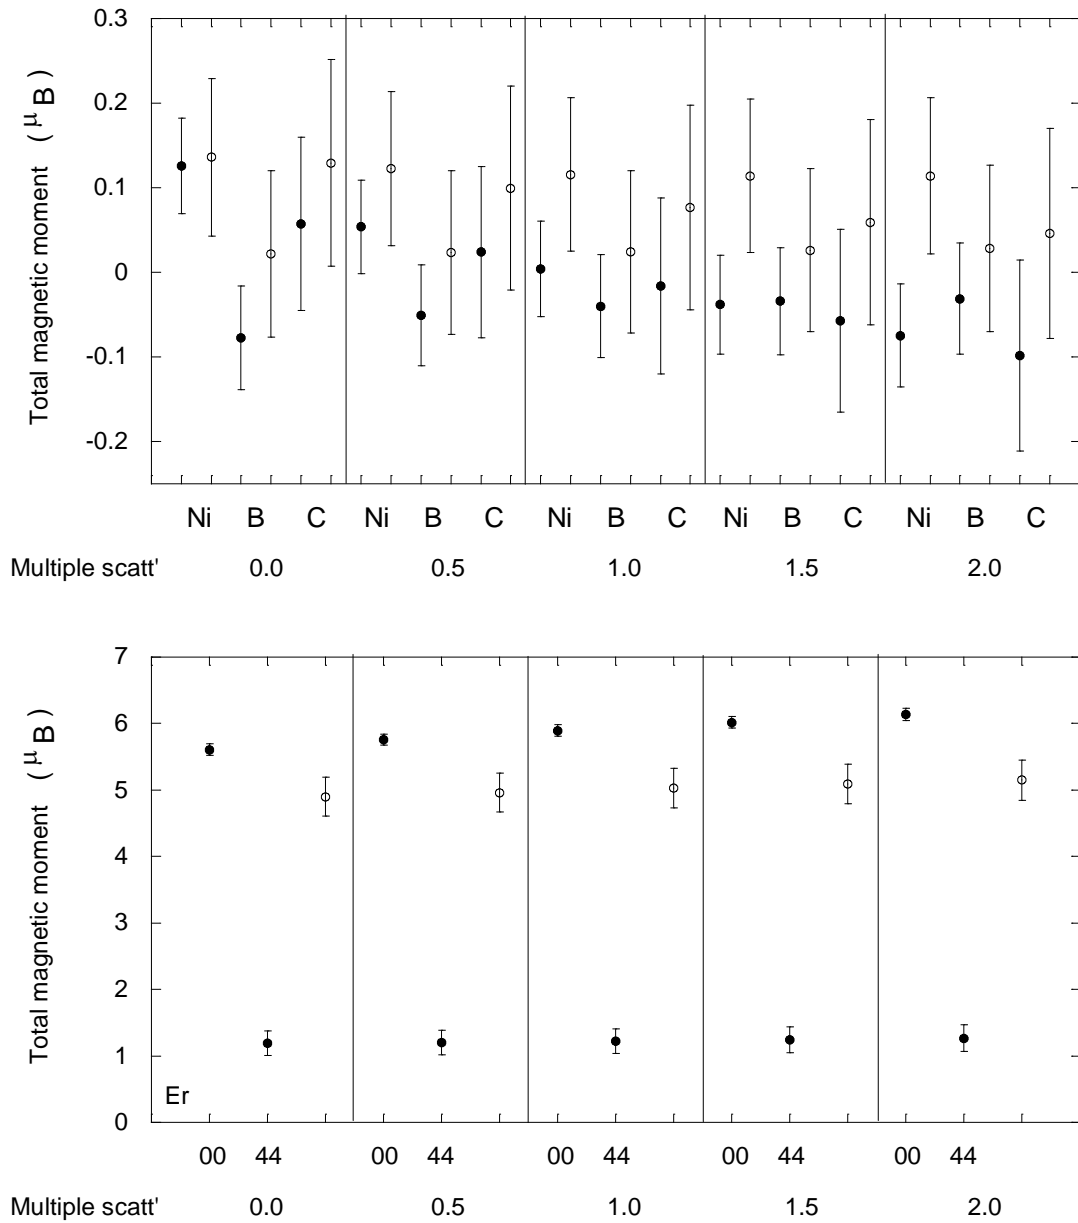 0.3
0.2
0.1
0
-0.1
-0.2
Total magnetic moment ( μ B )
Ni B C Ni B C Ni B C Ni B C Ni B C
Multiple scatt' 0.0 0.5 1.0 1.5 2.0
7
6
5
4
3
2
1
0
Total magnetic moment ( μ B )
Er
00 44 00 44 00 44 00 44 00 44
Multiple scatt' 0.0 0.5 1.0 1.5 2.0